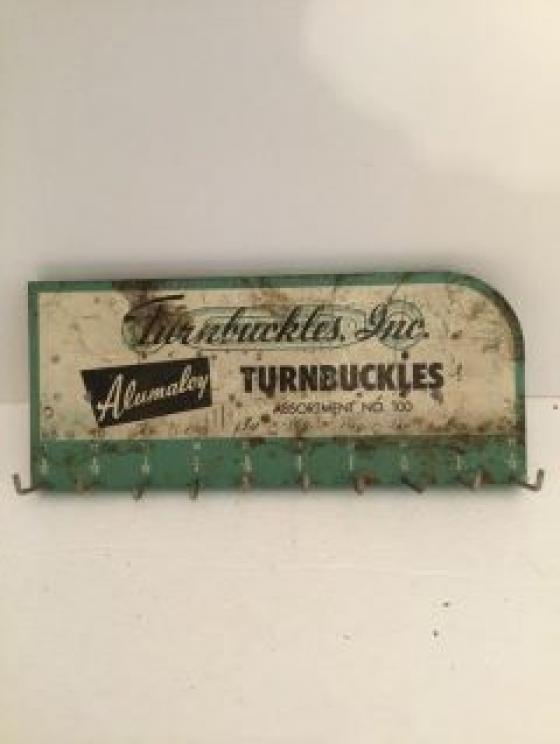 Turnbuckles, Inc.
Alumaloy
TURNBUCKLES
ASSORTMENT NO. 100